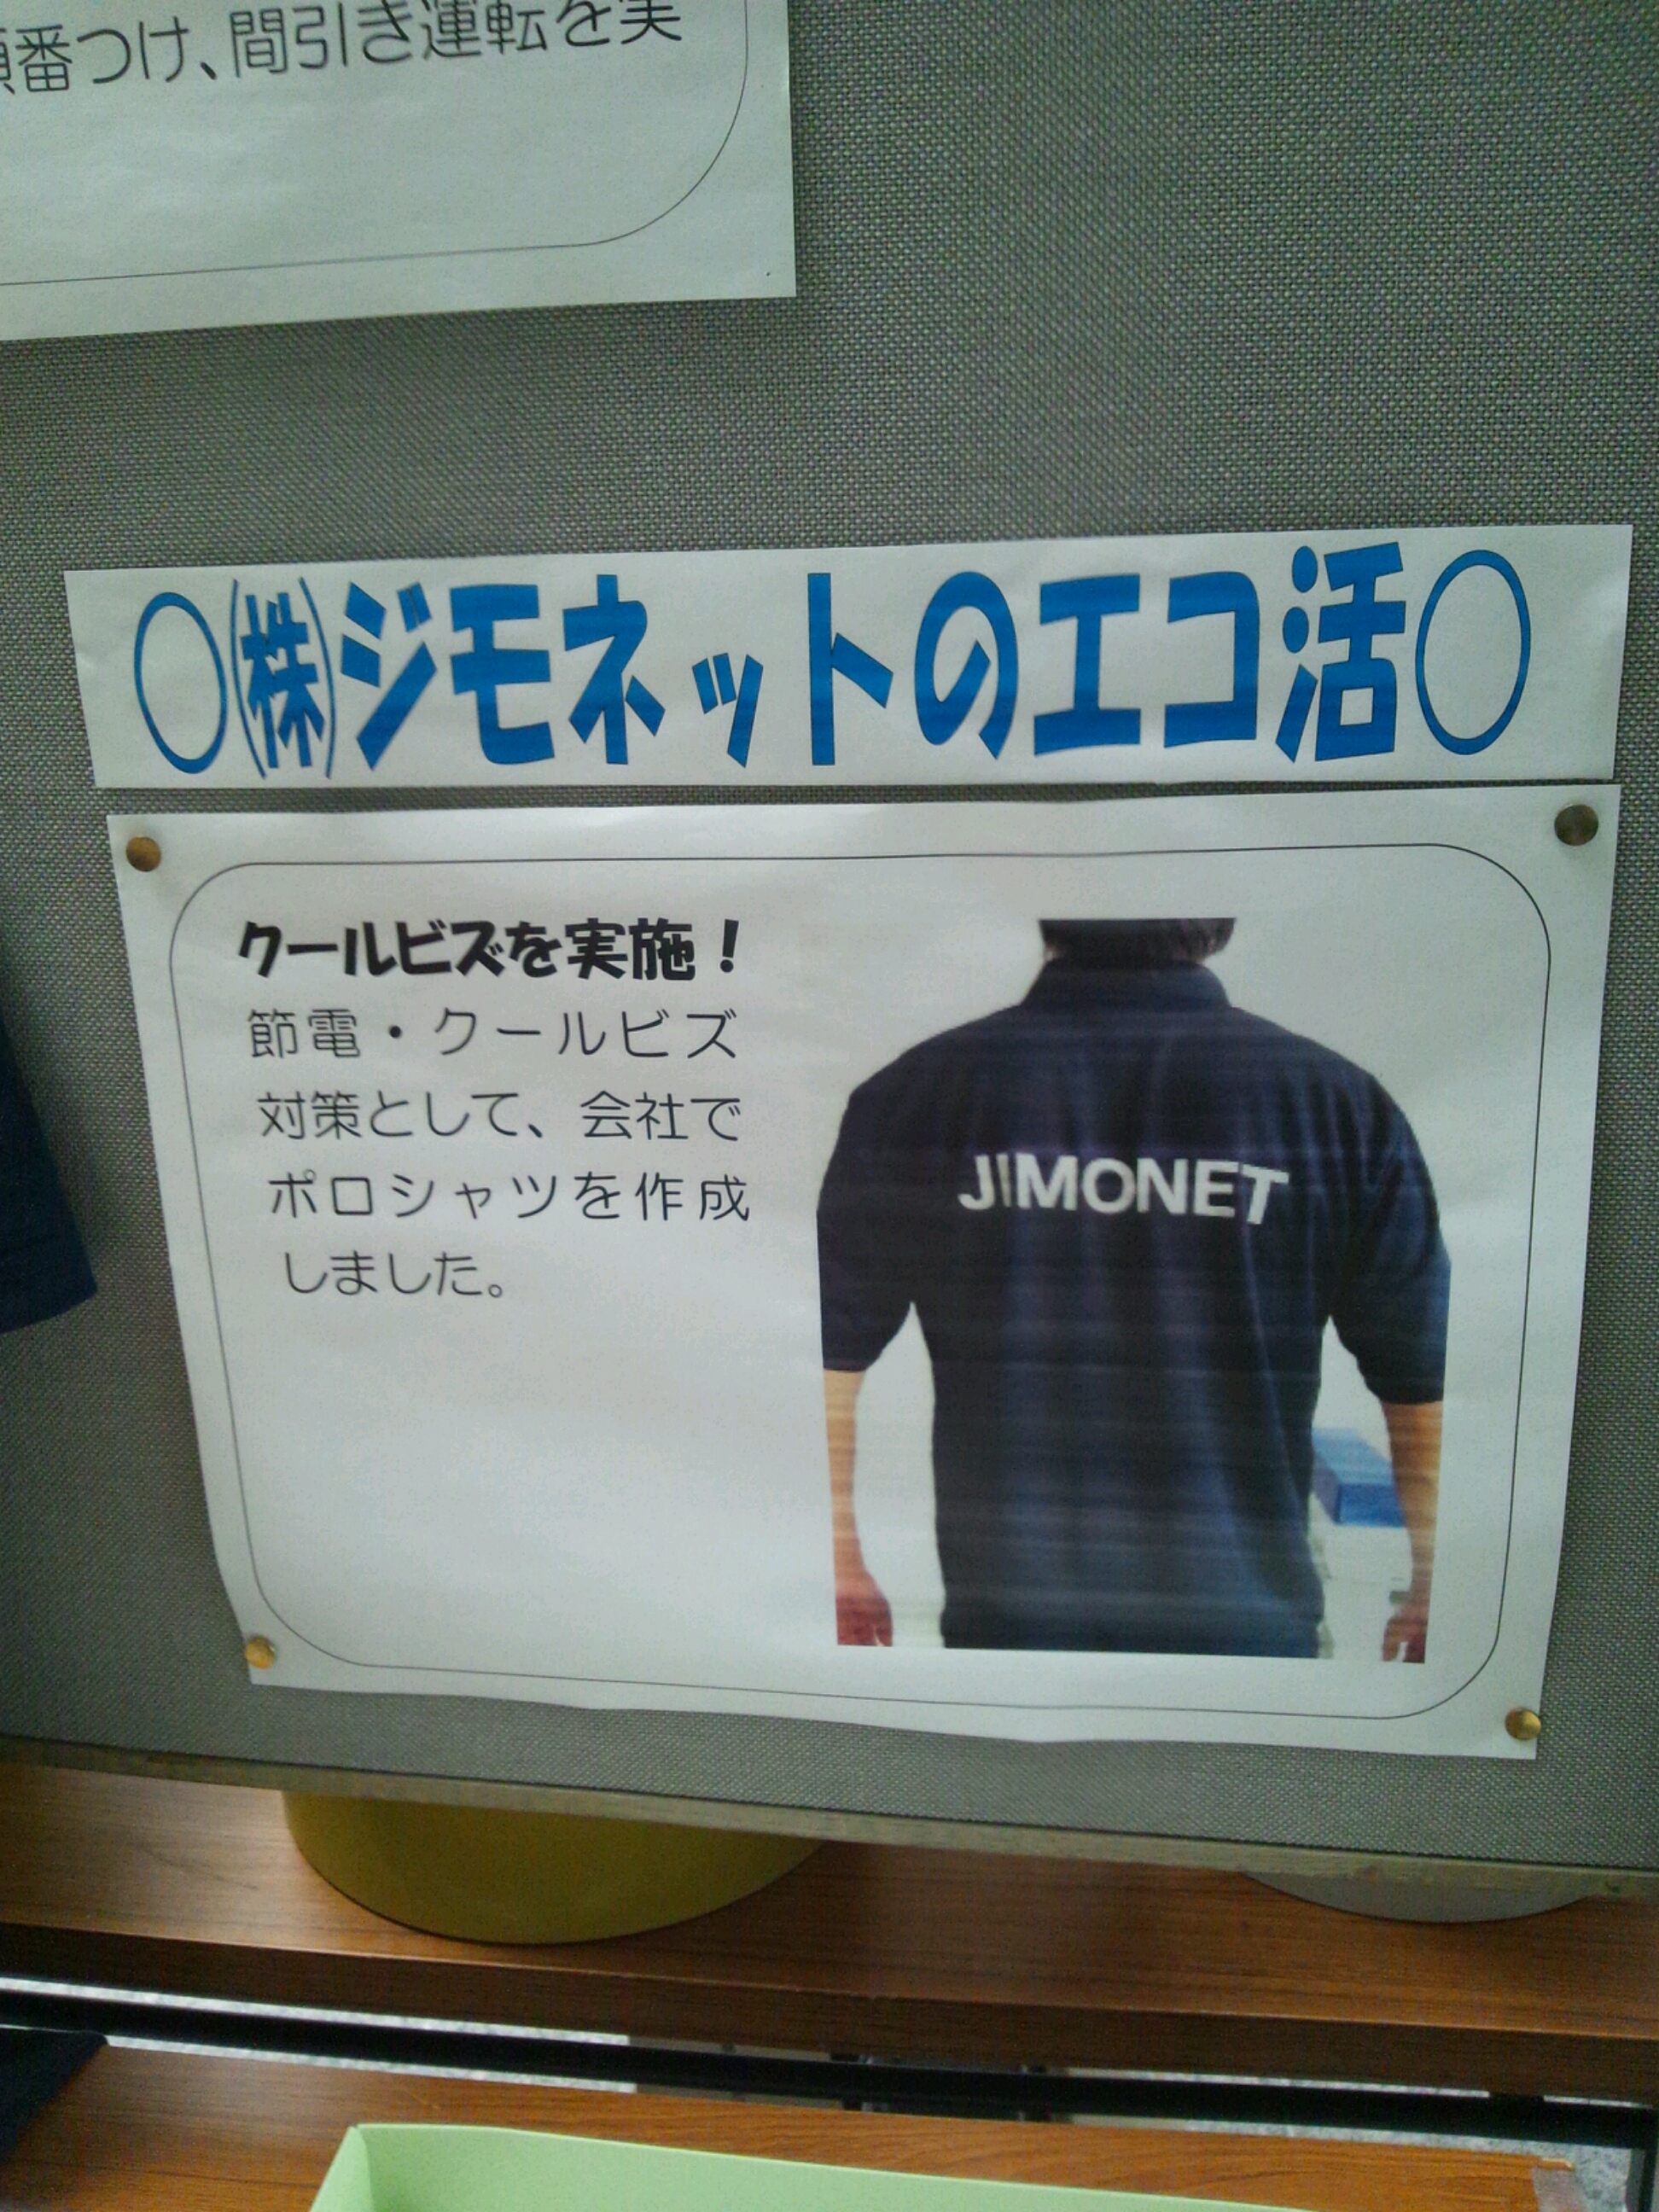 番つけ、間引き運転を実
○㈱ジモネットのエコ活○
クールビズを実施！
節電・クールビズ
対策として、会社で
ポロシャツを作成
しました。
JIMONET